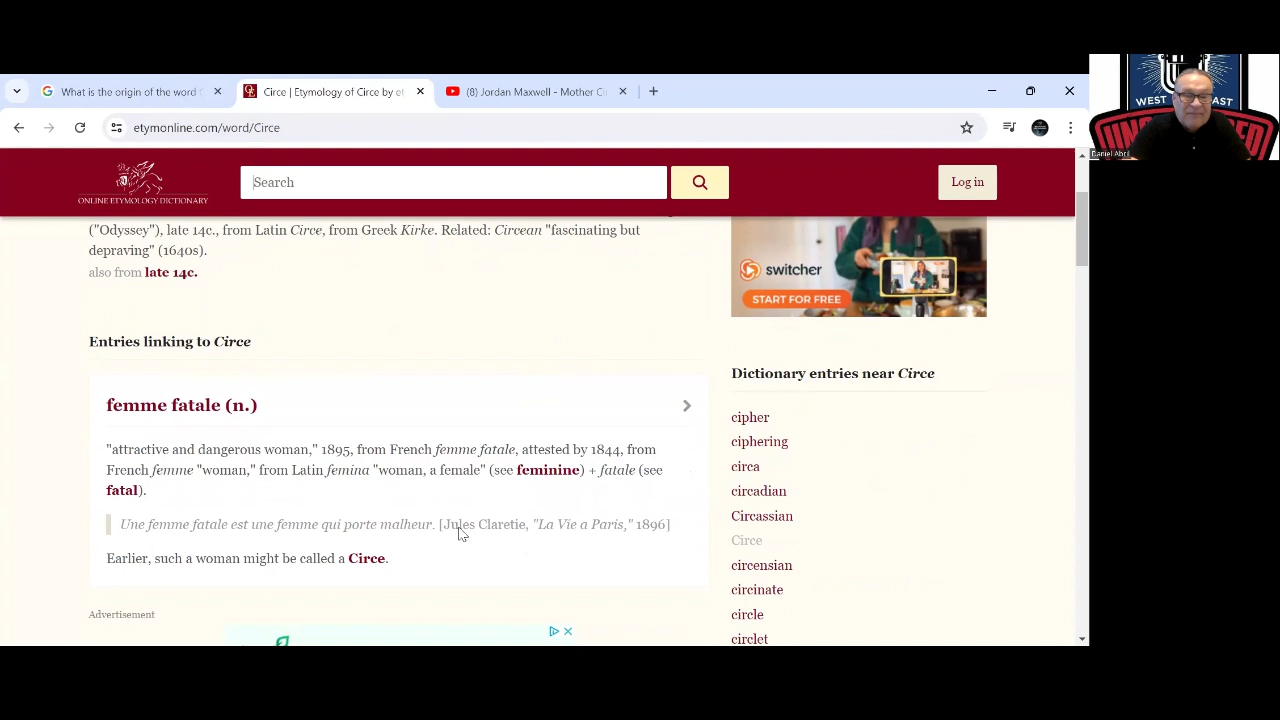 What is the origin of the word
Circe | Etymology of Circe by et
(8) Jordan Maxwell - Mother Ci
etymonline.com/word/Circe
WEST
Daniel Abril
ONLINE ETYMOLOGY DICTIONARY
Search
Log in
("Odyssey"), late 14c., from Latin Circe, from Greek Kirke. Related: Circean "fascinating but
depraving" (1640s).
also from late 14c.
switcher
START FOR FREE
Entries linking to Circe
Dictionary entries near Circe
femme fatale (n.)
"attractive and dangerous woman," 1895, from French femme fatale, attested by 1844, from
French femme "woman," from Latin femina "woman, a female" (see feminine) + fatale (see
fatal).
Une femme fatale est une femme qui porte malheur. [Jules Claretie, "La Vie a Paris," 1896]
Earlier, such a woman might be called a Circe.
cipher
ciphering
circa
circadian
Circassian
Circe
circensian
circinate
circle
circlet
Advertisement